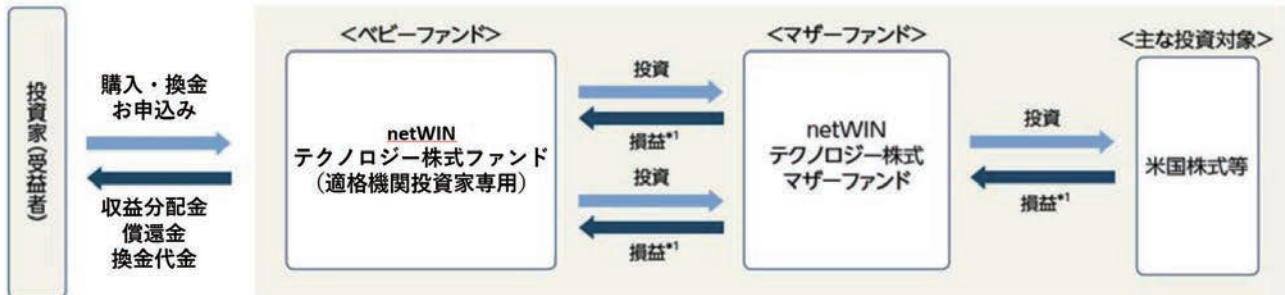 投資家(受益者)
購入・換金
お申込み
収益分配金
償還金
換金代金
<ベビーファンド>
netWIN
テクノロジー株式ファンド
(適格機関投資家専用)
投資
損益*1
投資
損益*1
<マザーファンド>
netWIN
テクノロジー株式
マザーファンド
投資
損益*1
<主な投資対象>
米国株式等